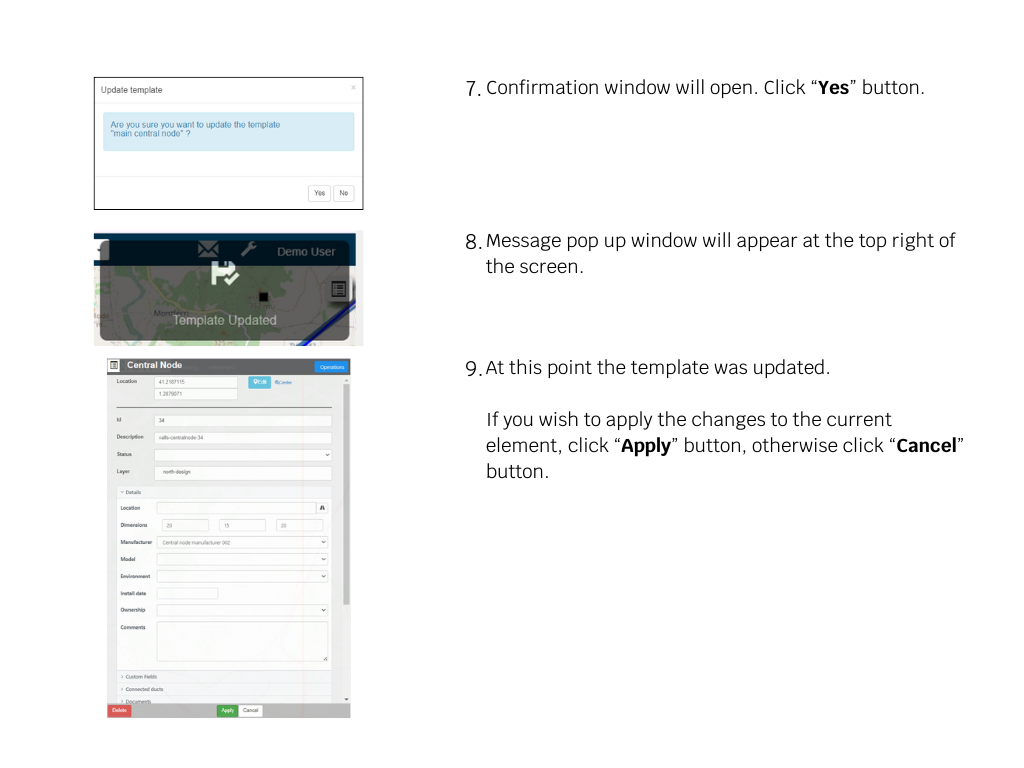 Update template
×
Are you sure you want to update the template
"main central node" ?
Yes No
7. Confirmation window will open. Click “Yes” button.
Demo User
Template Updated
8. Message pop up window will appear at the top right of
the screen.
Central Node
Operations
Location 41.2187115
Edit Center
1.2879071
Id 34
Description valls-centralnode-34
Status
Layer north-design
Details
Location
Dimensions 20 15 20
Manufacturer Central node manufacturer 002
Model
Environment
Install date
Ownership
Comments
Custom Fields
Connected ducts
Documents
Delete Apply Cancel
9. At this point the template was updated.
If you wish to apply the changes to the current
element, click “Apply” button, otherwise click “Cancel”
button.